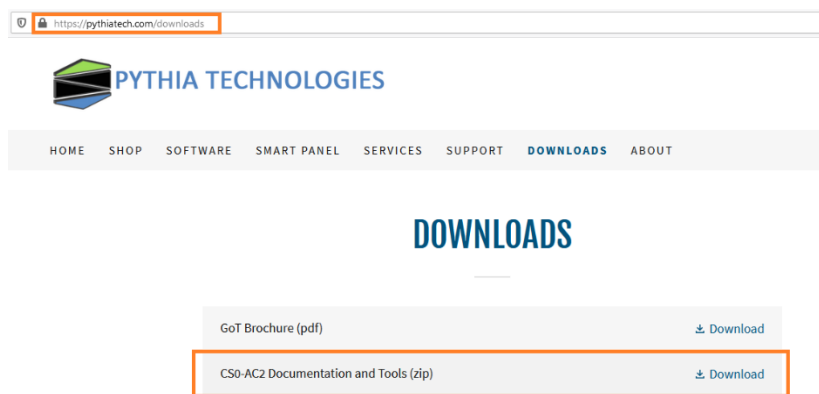 https://pythiatech.com/downloads
PYTHIA TECHNOLOGIES
HOME SHOP SOFTWARE SMART PANEL SERVICES SUPPORT DOWNLOADS ABOUT
DOWNLOADS
GoT Brochure (pdf) Download
CS0-AC2 Documentation and Tools (zip) Download